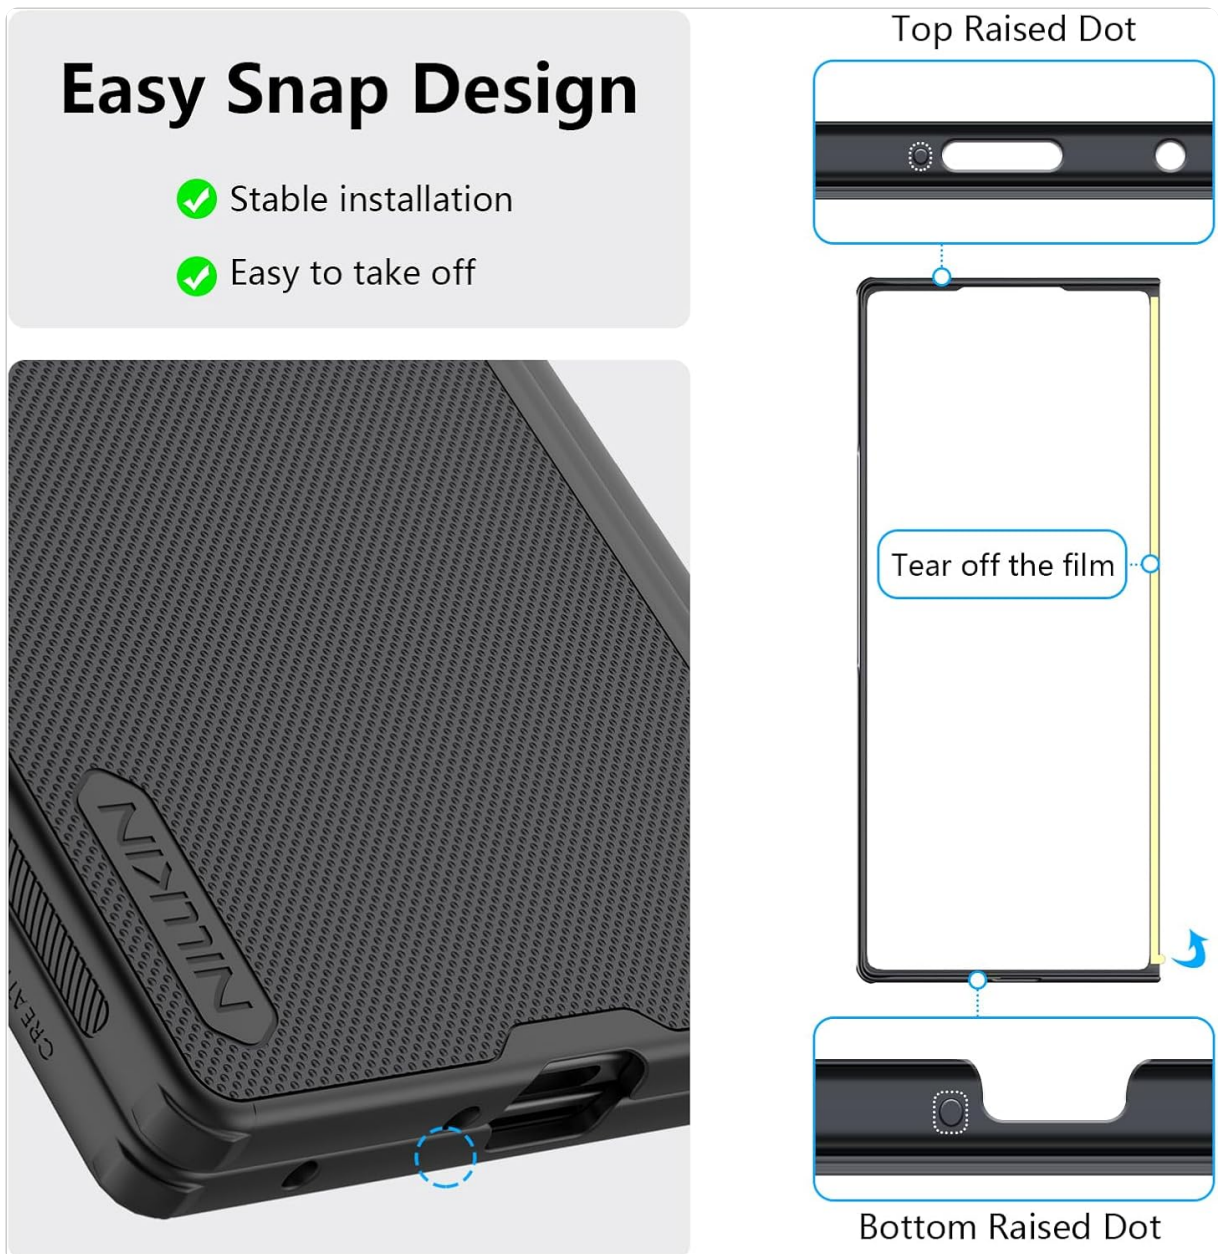 Easy Snap Design
Stable installation
Easy to take off
NILLKIN
Top Raised Dot
Tear off the film
Bottom Raised Dot